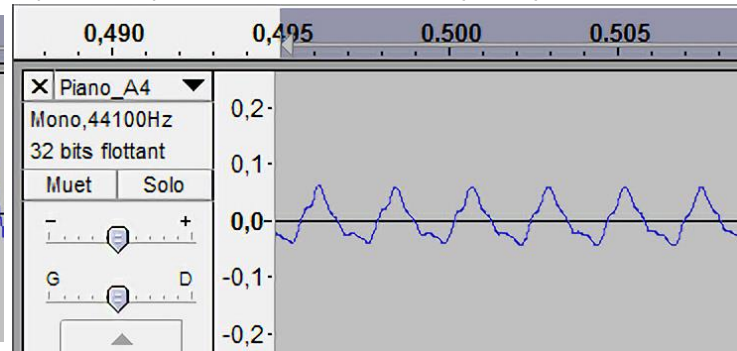 0,490 0,495 0.500 0.505
X Piano_A4
Mono,44100Hz
32 bits flottant
Muet Solo
- +
G D
0,2-
0,1-
0,0-
-0,1-
-0,2-